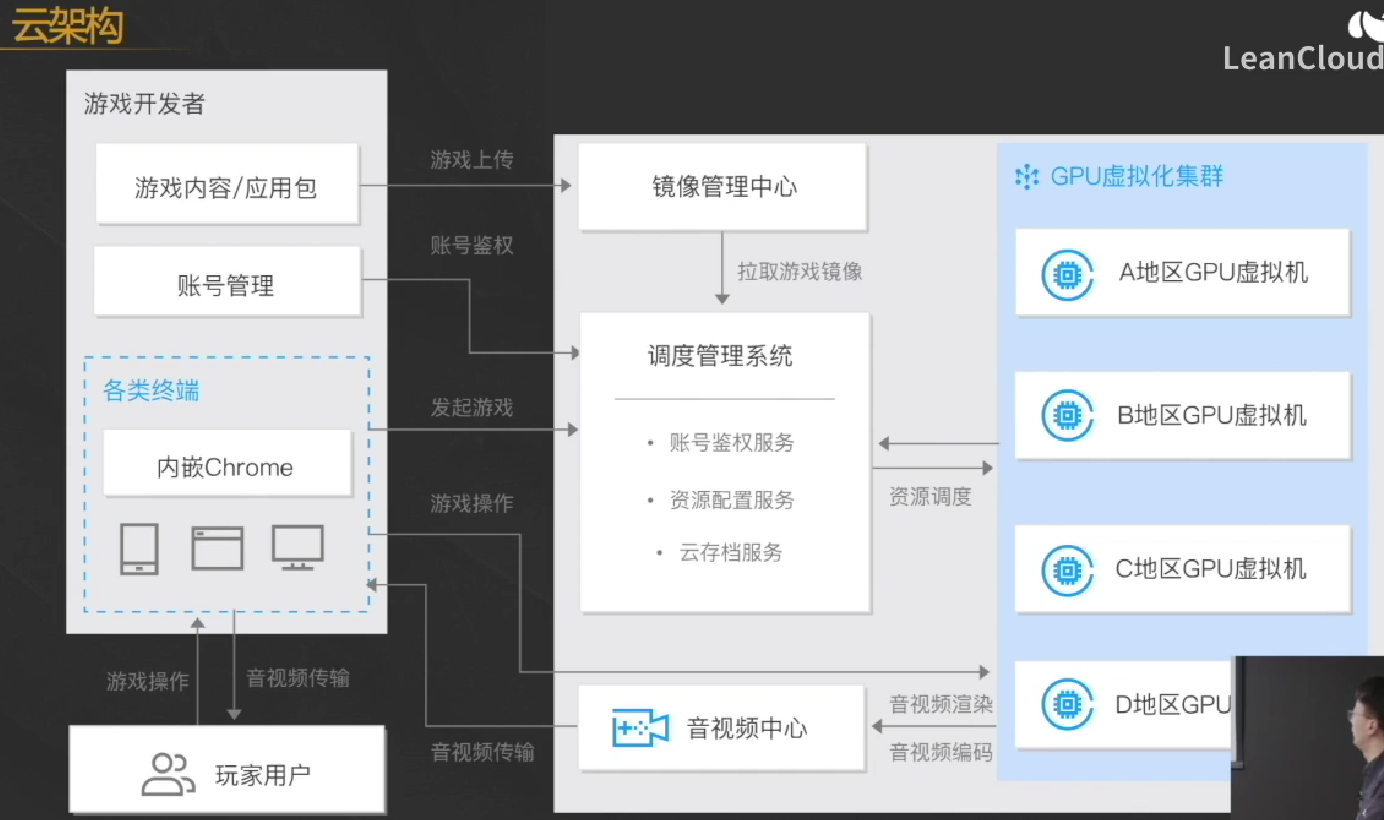 云架构
LeanCloud
游戏开发者
游戏内容/应用包
账号管理
各类终端
内嵌Chrome
游戏操作
音视频传输
玩家用户
游戏上传
账号鉴权
发起游戏
游戏操作
音视频传输
镜像管理中心
拉取游戏镜像
调度管理系统
• 账号鉴权服务
• 资源配置服务
• 云存档服务
资源调度
音视频中心
音视频渲染
音视频编码
GPU虚拟化集群
A地区GPU虚拟机
B地区GPU虚拟机
C地区GPU虚拟机
D地区GPU